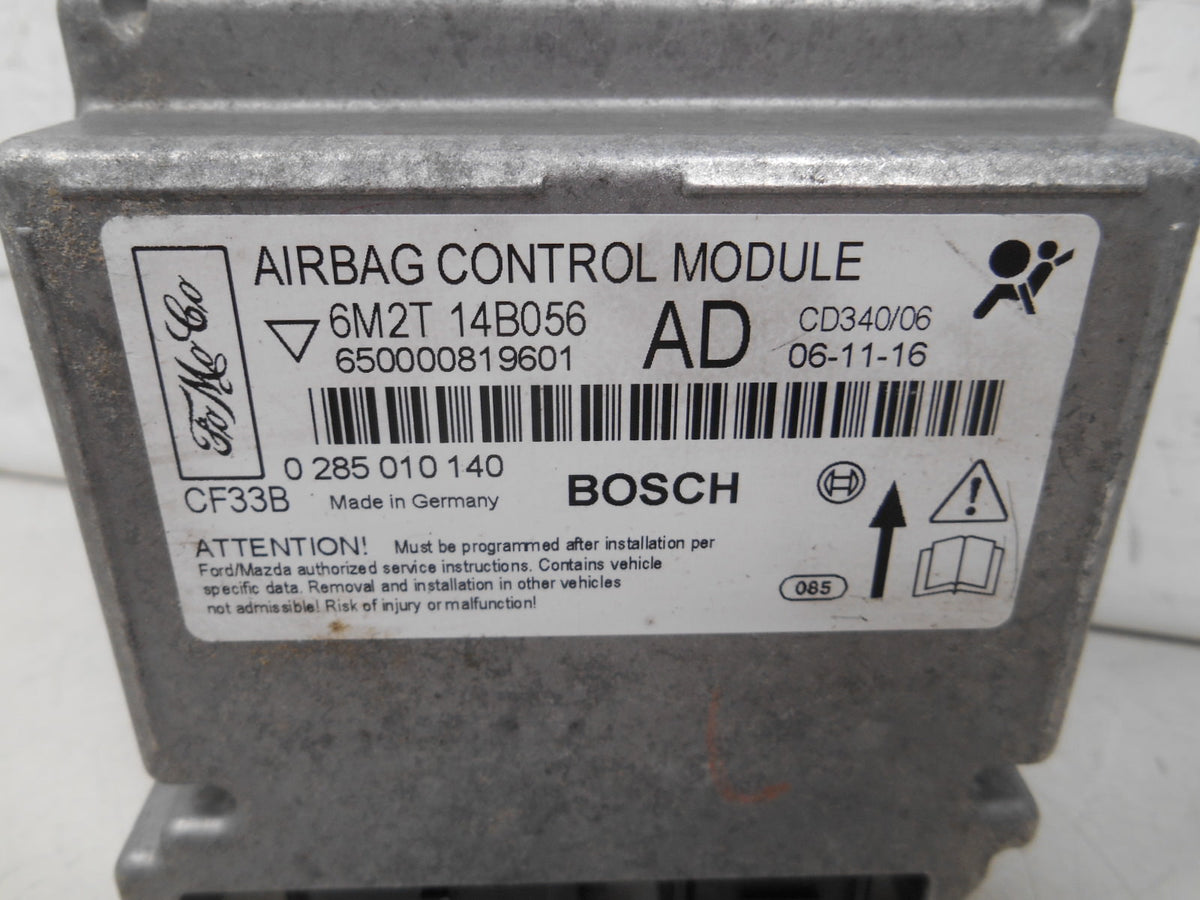 AIRBAG CONTROL MODULE
FoMoCo
6M2T 14B056 AD CD340/06
650000819601 06-11-16
0 285 010 140
CF33B Made in Germany BOSCH
ATTENTION! Must be programmed after installation per
Ford/Mazda authorized service instructions. Contains vehicle
specific data. Removal and installation in other vehicles
not admissible! Risk of injury or malfunction!
085